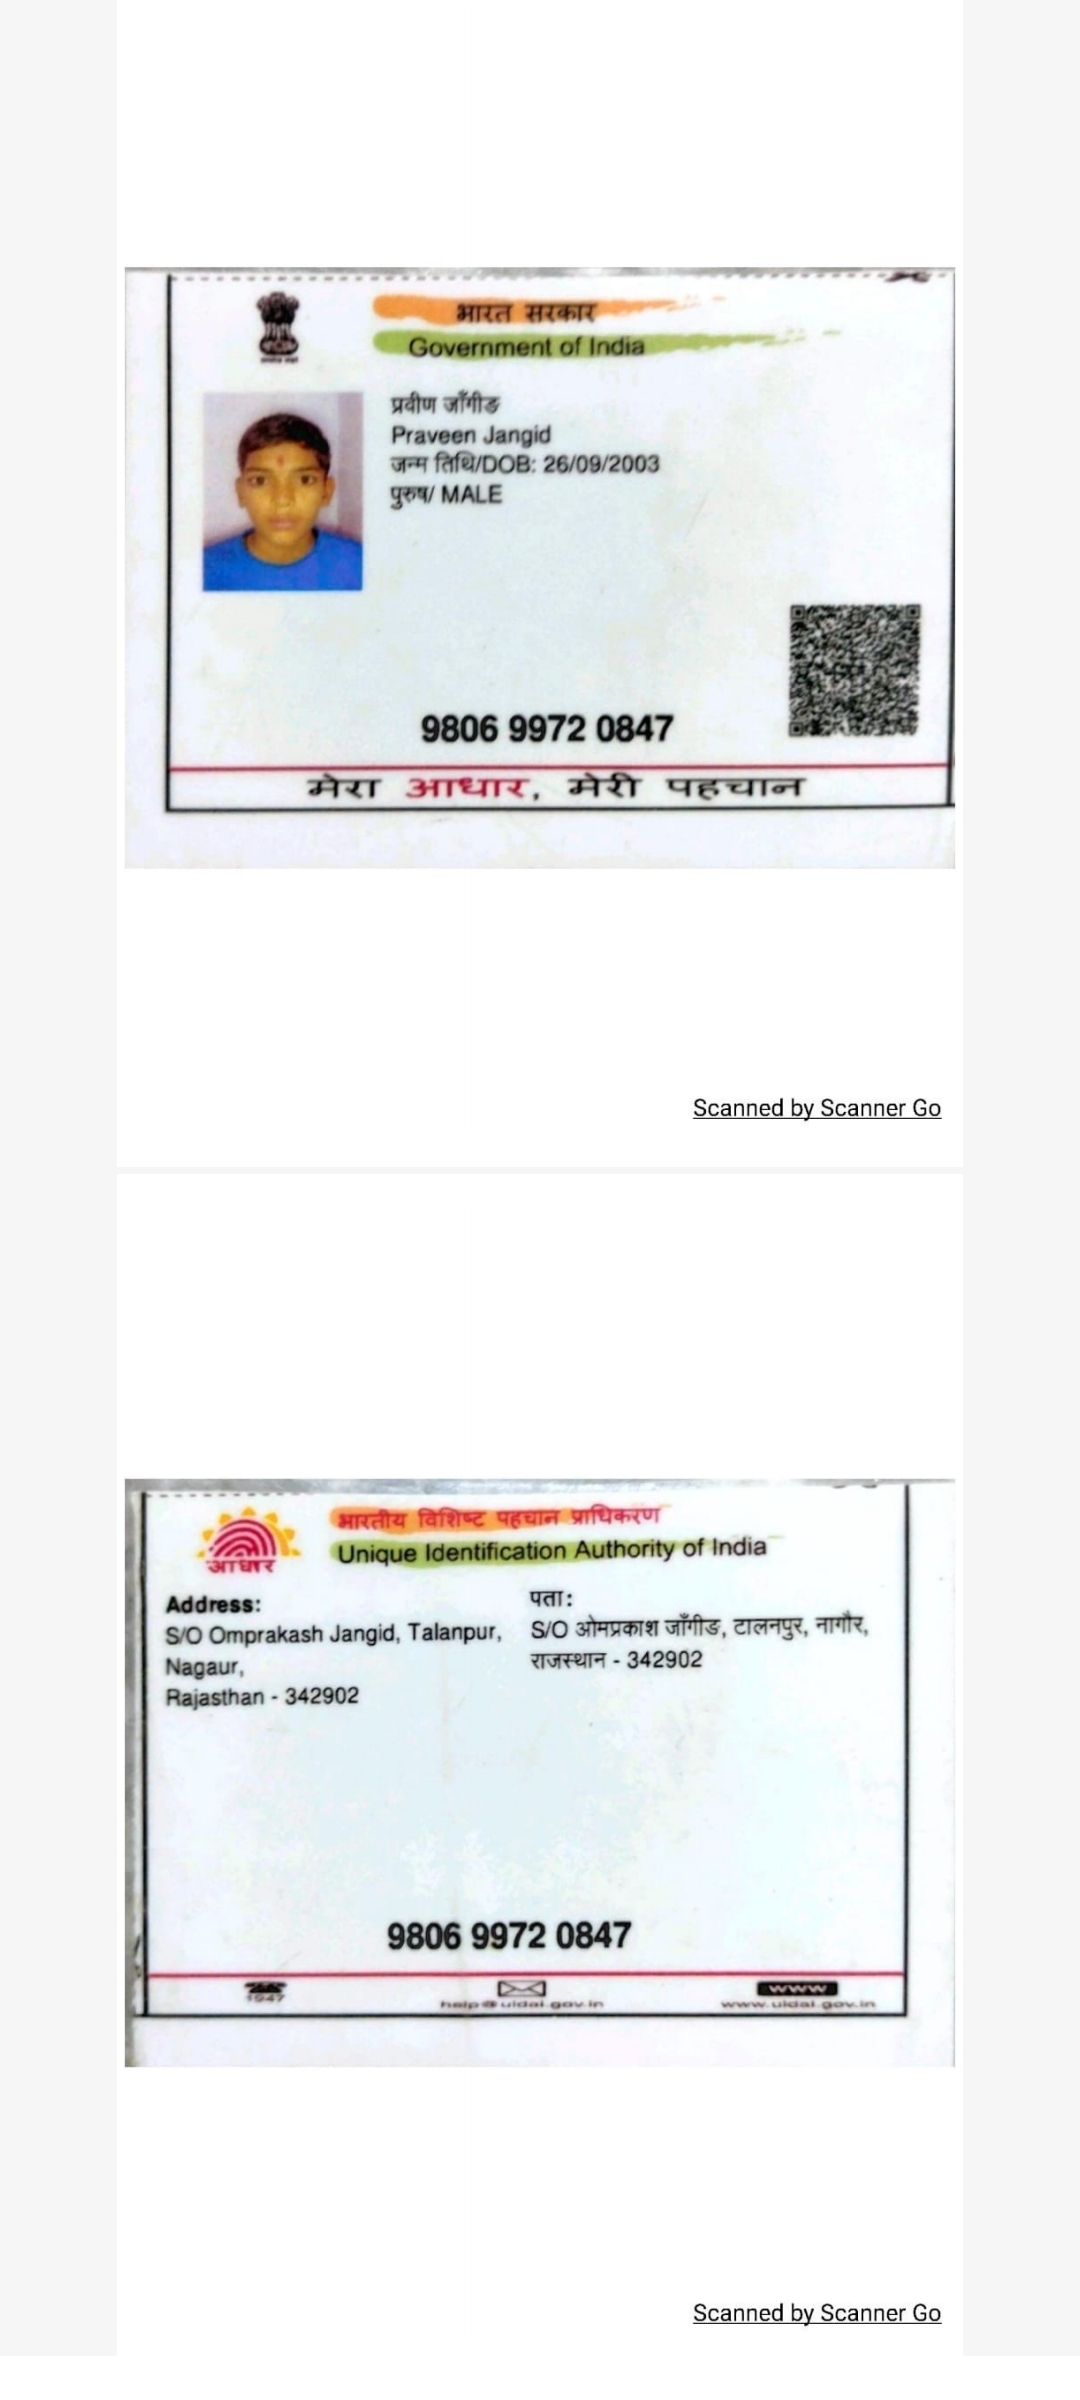 भारत सरकार
Government of India
प्रवीण जाँगीङ
Praveen Jangid
जन्म तिथि/DOB: 26/09/2003
पुरुष/ MALE
9806 9972 0847
मेरा आधार, मेरी पहचान
Scanned by Scanner Go
भारतीय विशिष्ट पहचान प्राधिकरण
Unique Identification Authority of India
आधार
Address:
S/O Omprakash Jangid, Talanpur,
Nagaur,
Rajasthan - 342902
पता:
S/O ओमप्रकाश जाँगीङ, टालनपुर, नागौर,
राजस्थान - 342902
9806 9972 0847
1947
help@uidai.gov.in
www
www.uidai.gov.in
Scanned by Scanner Go